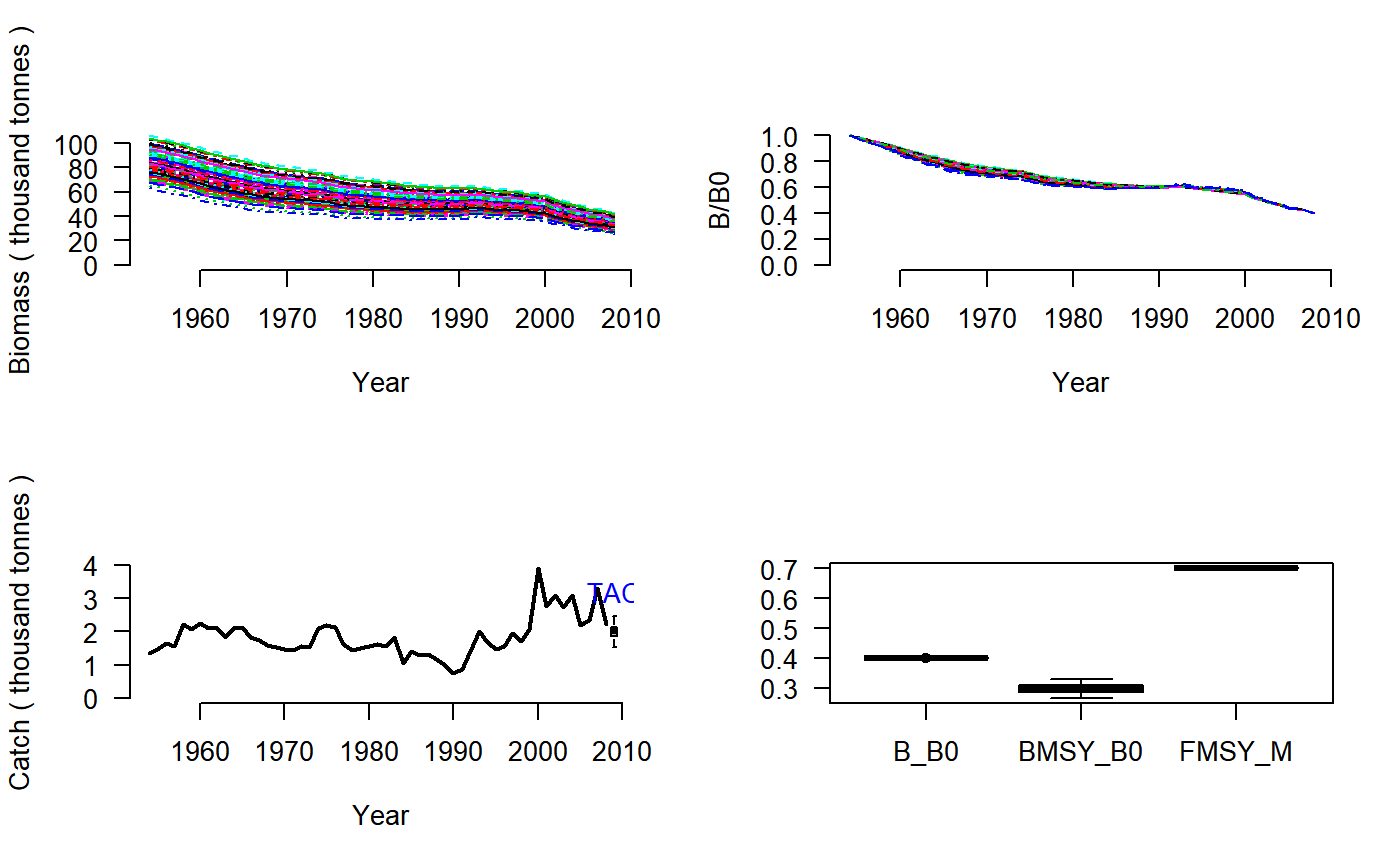 Biomass ( thousand tonnes )
100
80
60
40
20
0
1960 1970 1980 1990 2000 2010
Year
B/B0
1.0
0.8
0.6
0.4
0.2
0.0
1960 1970 1980 1990 2000 2010
Year
Catch ( thousand tonnes )
4
3
2
1
0
TAC
1960 1970 1980 1990 2000 2010
Year
0.7
0.6
0.5
0.4
0.3
B_B0 BMSY_B0 FMSY_M